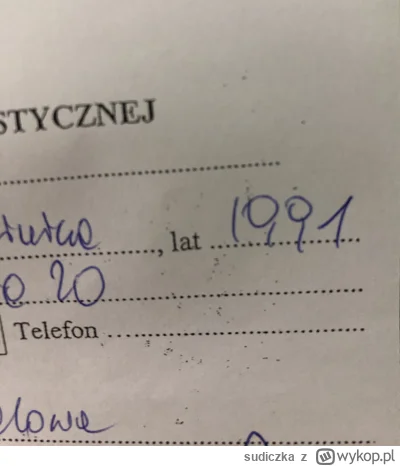 STYCZNEJ
, lat 1991
20
Telefon
sudiczka z wykop.pl